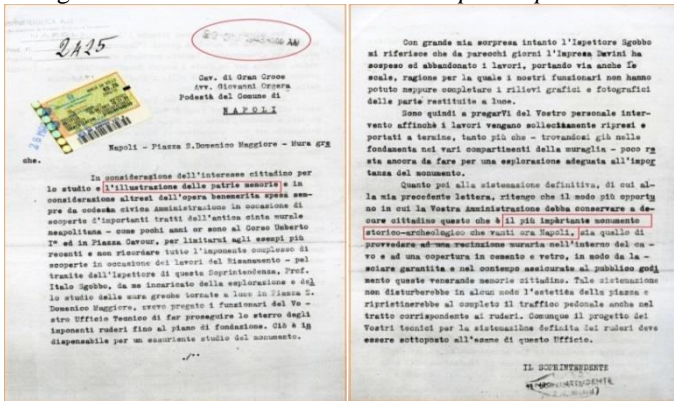 2425
Cav. di Gran Croce
Avv. Giovanni Orgera
Podestà del Comune di
NAPOLI
Napoli - Piazza S.Domenico Maggiore - Mura gre
che.
In considerazione dell'interesse cittadino per
lo studio e l'illustrazione delle patrie memorie e in
considerazione altresì dell'opera benemerita spesa sem-
pre da codesta civica Amministrazione in occasione di
scoperte d'importanti tratti dell'antica cinta murale
neapolitana - come pochi anni or sono al Corso Umberto
I° ed in Piazza Cavour, per limitarmi agli esempi più
recenti e non ricordare tutto l'imponente complesso di
scoperte in occasione dei lavori del Risanamento - pel
tramite dell'Ispettore di questa Soprintendenza, Prof.
Italo Sgobbo, da me incaricato della esplorazione e del
lo studio delle mura greche tornate a luce in Piazza S.
Domenico Maggiore, avevo pregato i funzionari del Vo
stro Ufficio Tecnico di far proseguire lo sterro degli
imponenti ruderi fino al piano di fondazione. Ciò è in
dispensabile per un esauriente studio del monumento.
./.
Con grande mia sorpresa intanto l'Ispettore Sgobbo
mi riferisce che da parecchi giorni l'Impresa Davini ha
sospeso ed abbandonato i lavori, portando via anche le
scale, ragione per la quale i nostri funzionari non hanno
potuto neppure completare i rilievi grafici e fotografici
delle parte restituite a luce.
Sono quindi a pregarVi del Vostro personale inter-
vento affinchè i lavori vengano sollecitamente ripresi e
portati a termine, tanto più che - trovandosi già nelle
fondamenta nei vari compartimenti della muraglia - poco re
sta ancora da fare per una esplorazione adeguata all'impor
tanza del monumento.
Quanto poi alla sistemazione definitiva, di cui al-
la mia precedente lettera, ritengo che il modo più opportu
no in cui la Vostra Amministrazione debba conservare a de-
coro cittadino questo che è il più importante monumento
storico-archeologico che vanti ora Napoli, sia quello di
provvedere ad una recinzione muraria nell'interno del ca -
vo e ad una copertura in cemento e vetro, in modo da la -
sciare garantita e nel contempo assicurata al pubblico godi
mento queste venerande memorie cittadine. Tale sistemazione
non disturberebbe in alcun modo l'estetica della piazza e
ripristinerebbe al completo il traffico pedonale anche nel
tratto corrispondente ai ruderi. Comunque il progetto dei
Vostri tecnici per la sistemazione definita dei ruderi deve
essere sottoposto all'esame di questo Ufficio.
IL SOPRINTENDENTE